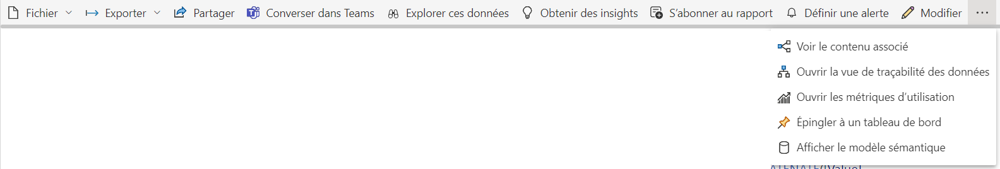 Fichier Exporter Partager Converser dans Teams Explorer ces données Obtenir des insights S’abonner au rapport Définir une alerte Modifier ...
Voir le contenu associé
Ouvrir la vue de traçabilité des données
Ouvrir les métriques d’utilisation
Épingler à un tableau de bord
Afficher le modèle sémantique